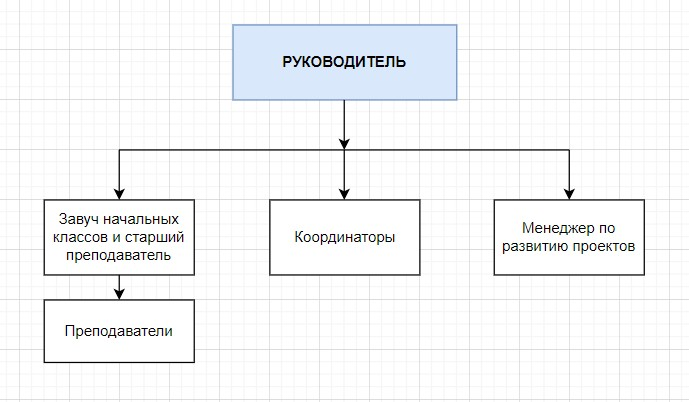 РУКОВОДИТЕЛЬ
Завуч начальных
классов и старший
преподаватель
Координаторы
Менеджер по
развитию проектов
Преподаватели